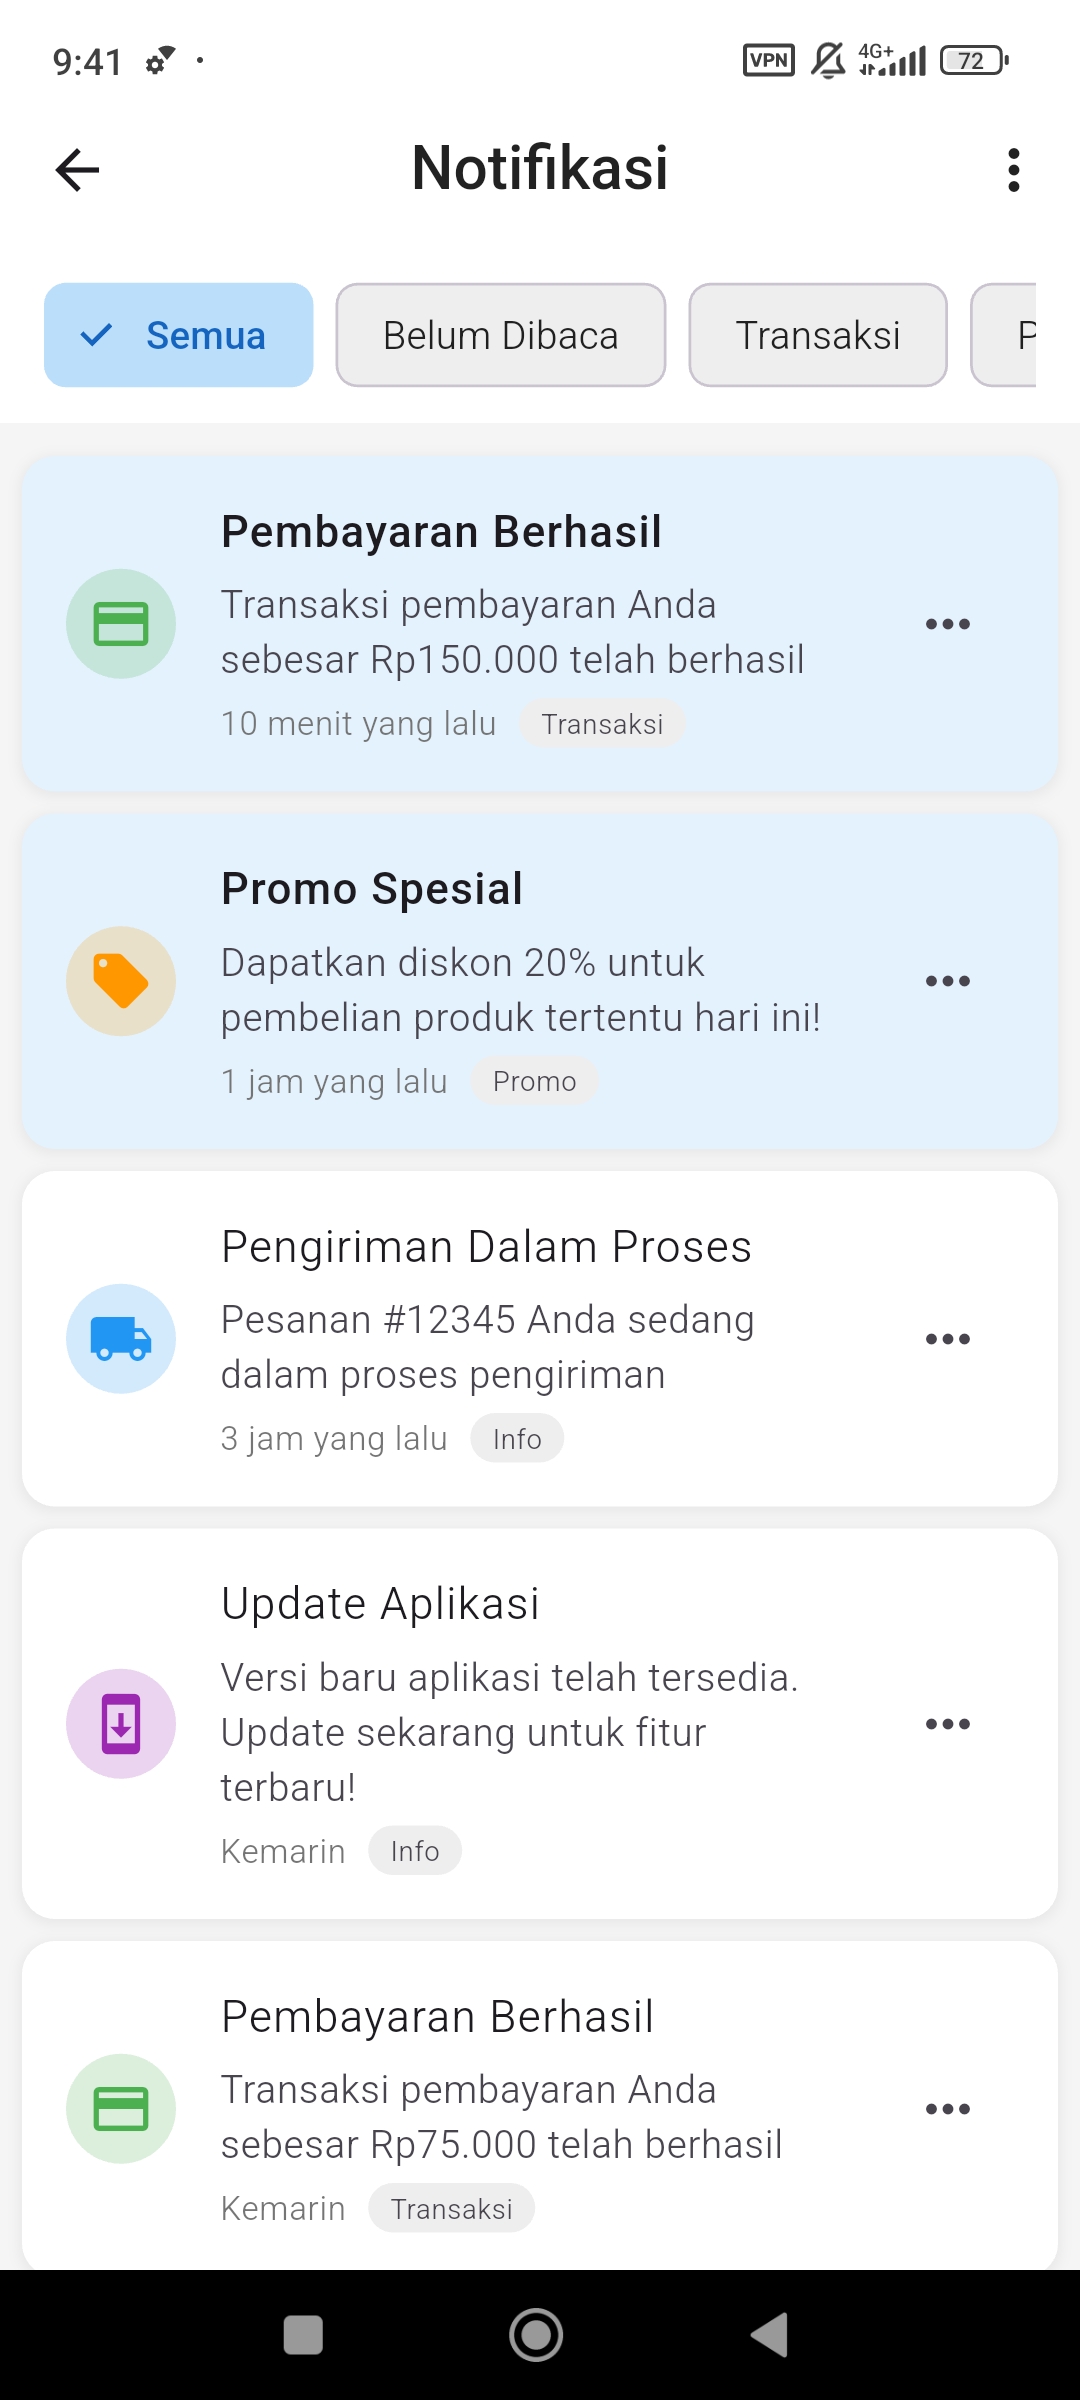 9:41
VPN
4G+
72
Notifikasi
Semua
Belum Dibaca
Transaksi
P
Pembayaran Berhasil
Transaksi pembayaran Anda
sebesar Rp150.000 telah berhasil
10 menit yang lalu
Transaksi
Promo Spesial
Dapatkan diskon 20% untuk
pembelian produk tertentu hari ini!
1 jam yang lalu
Promo
Pengiriman Dalam Proses
Pesanan #12345 Anda sedang
dalam proses pengiriman
3 jam yang lalu
Info
Update Aplikasi
Versi baru aplikasi telah tersedia.
Update sekarang untuk fitur
terbaru!
Kemarin
Info
Pembayaran Berhasil
Transaksi pembayaran Anda
sebesar Rp75.000 telah berhasil
Kemarin
Transaksi